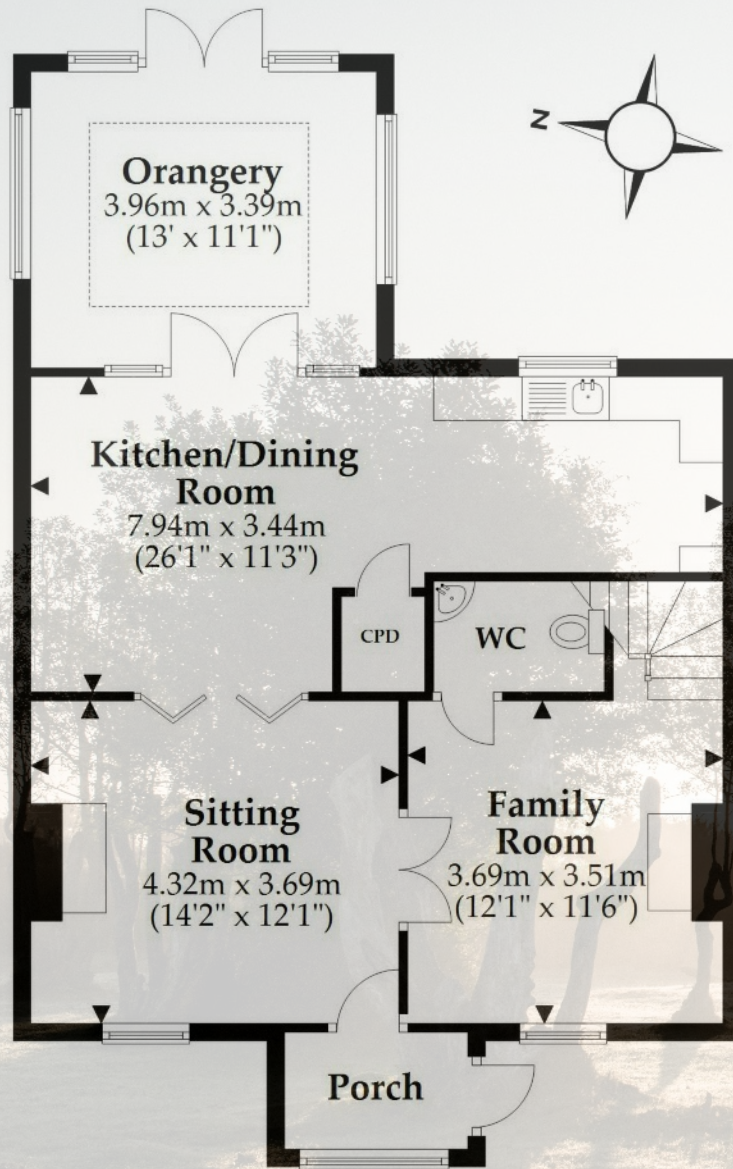 N
Orangery
3.96m x 3.39m
(13' x 11'1")
Kitchen/Dining
Room
7.94m x 3.44m
(26'1" x 11'3")
CPD
WC
Sitting
Room
4.32m x 3.69m
(14'2" x 12'1")
Family
Room
3.69m x 3.51m
(12'1" x 11'6")
Porch